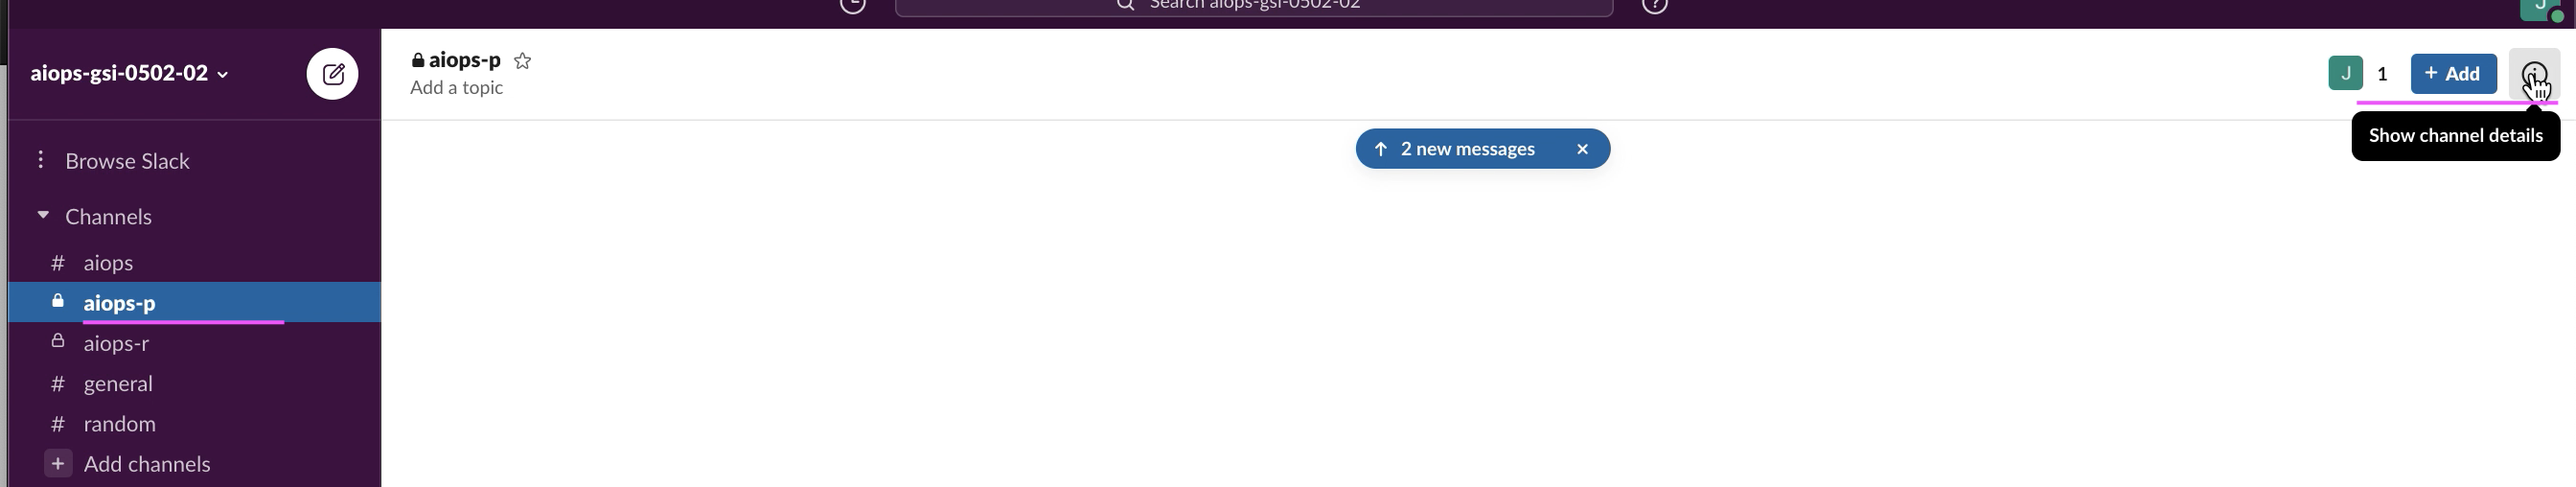 Search aiops-gsi-0502-02
J
aiops-gsi-0502-02
aiops-p
Add a topic
J 1 + Add
Show channel details
2 new messages
Browse Slack
Channels
# aiops
aiops-p
aiops-r
# general
# random
+ Add channels